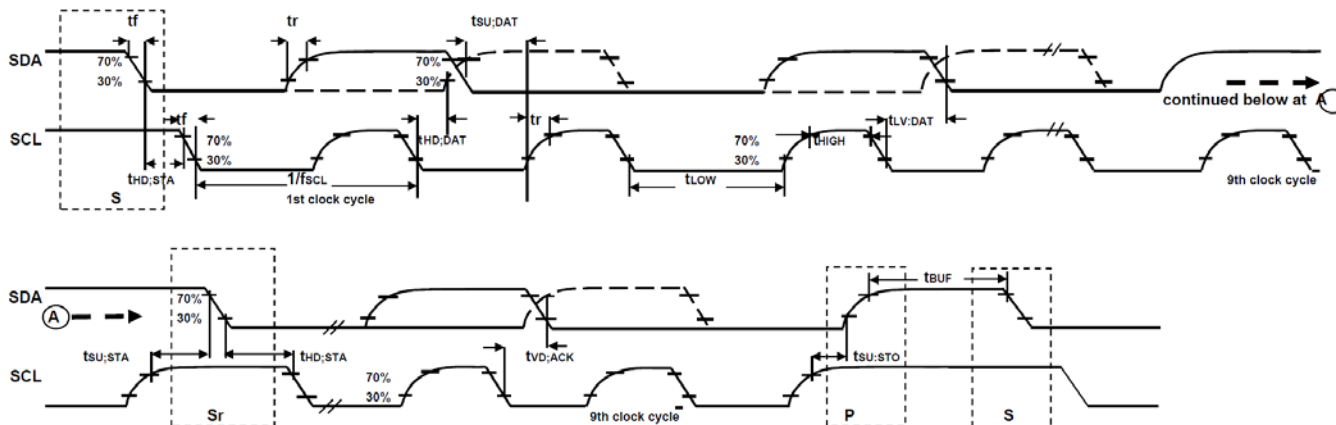 tf tr tSU;DAT
SDA 70% 70%
30% 30%
continued below at A
tf tHD;DAT tr tLV;DAT
SCL 70% 70% tHIGH
30% 30%
tHD;STA 1/fSCL tLOW
S 1st clock cycle 9th clock cycle
tBUF
SDA 70%
A 30%
tSU;STA tHD;STA tVD;ACK tSU:STO
SCL 70%
30%
Sr 9th clock cycle P S